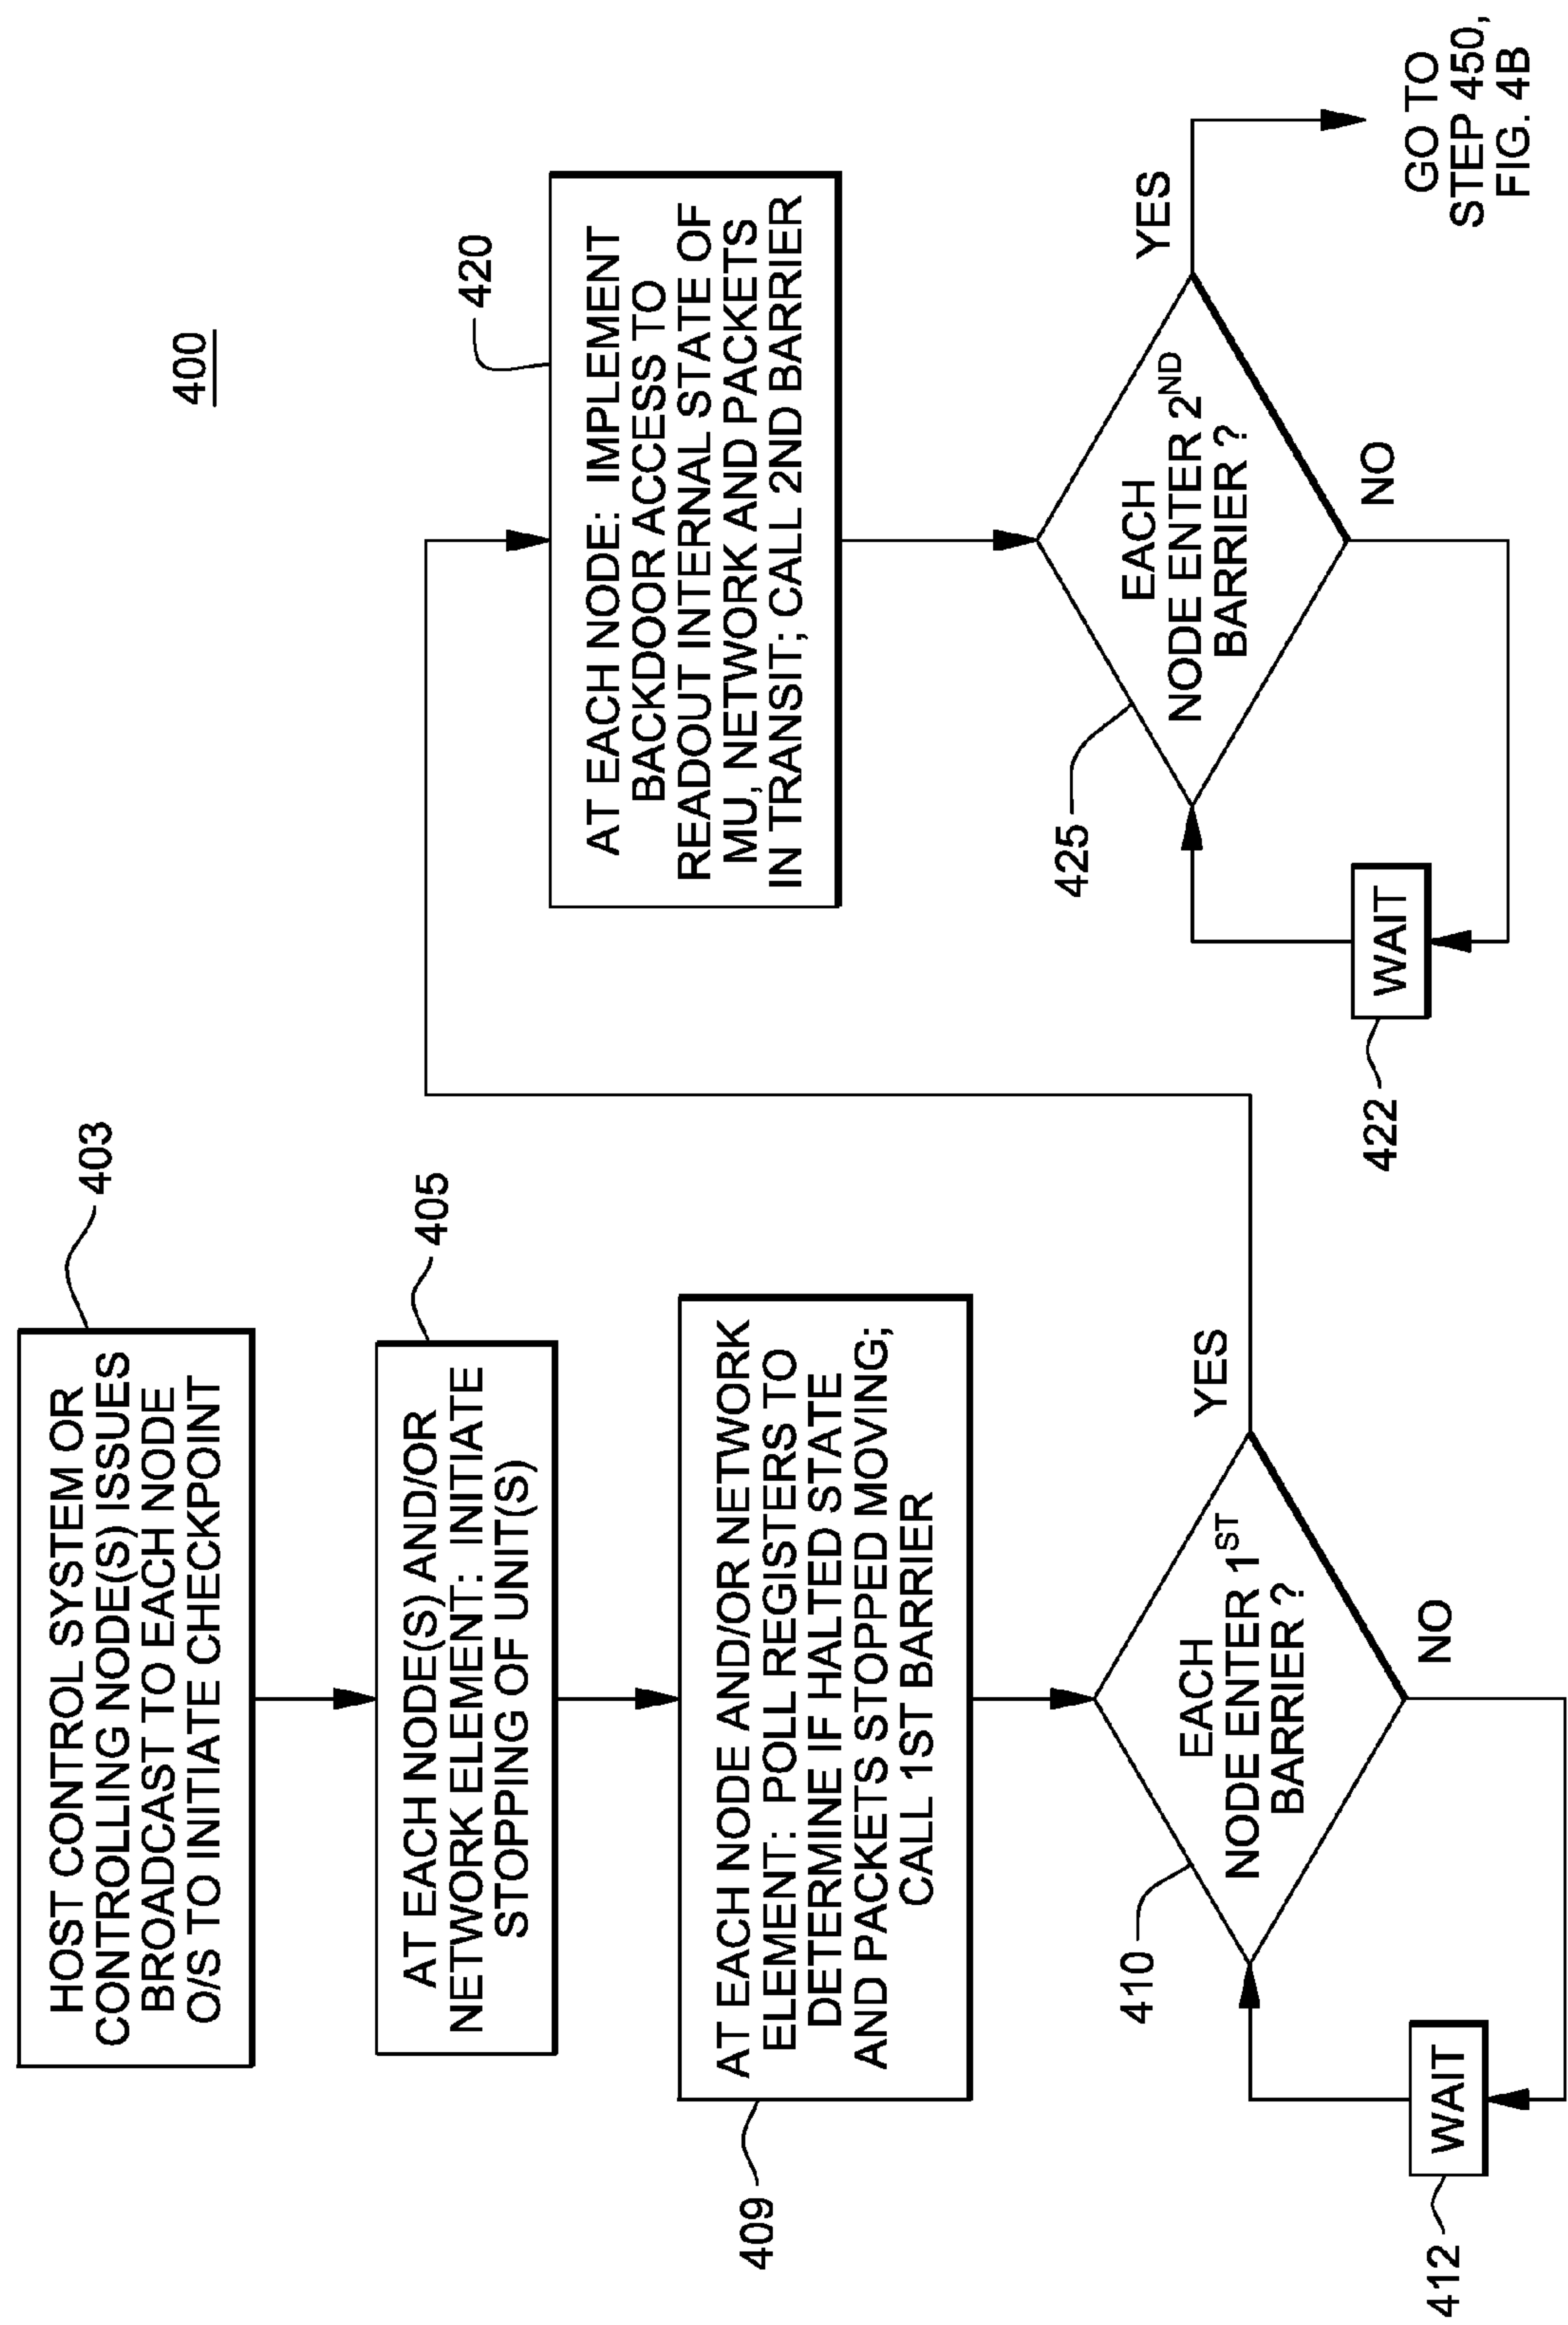 400
HOST CONTROL SYSTEM OR
CONTROLLING NODE(S) ISSUES
BROADCAST TO EACH NODE
O/S TO INITIATE CHECKPOINT
403
AT EACH NODE(S) AND/OR
NETWORK ELEMENT: INITIATE
STOPPING OF UNIT(S)
405
AT EACH NODE AND/OR NETWORK
ELEMENT: POLL REGISTERS TO
DETERMINE IF HALTED STATE
AND PACKETS STOPPED MOVING;
CALL 1ST BARRIER
409
EACH
NODE ENTER 1ST
BARRIER ?
410
YES
NO
WAIT
412
AT EACH NODE: IMPLEMENT
BACKDOOR ACCESS TO
READOUT INTERNAL STATE OF
MU, NETWORK AND PACKETS
IN TRANSIT; CALL 2ND BARRIER
420
EACH
NODE ENTER 2ND
BARRIER ?
425
YES
NO
WAIT
422
GO TO
STEP 450,
FIG. 4B